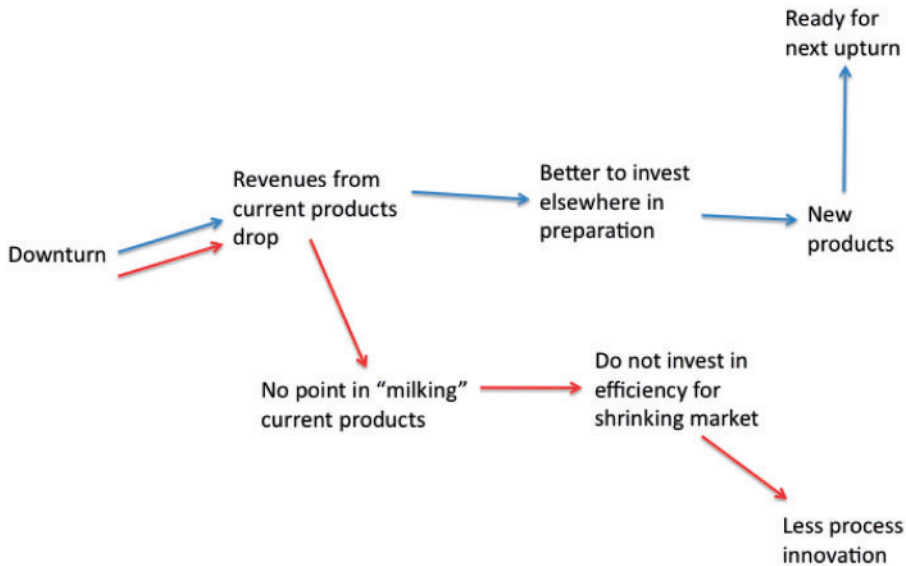 Ready for
next upturn
Revenues from
current products
drop
Better to invest
elsewhere in
preparation
New
products
Downturn
No point in “milking”
current products
Do not invest in
efficiency for
shrinking market
Less process
innovation